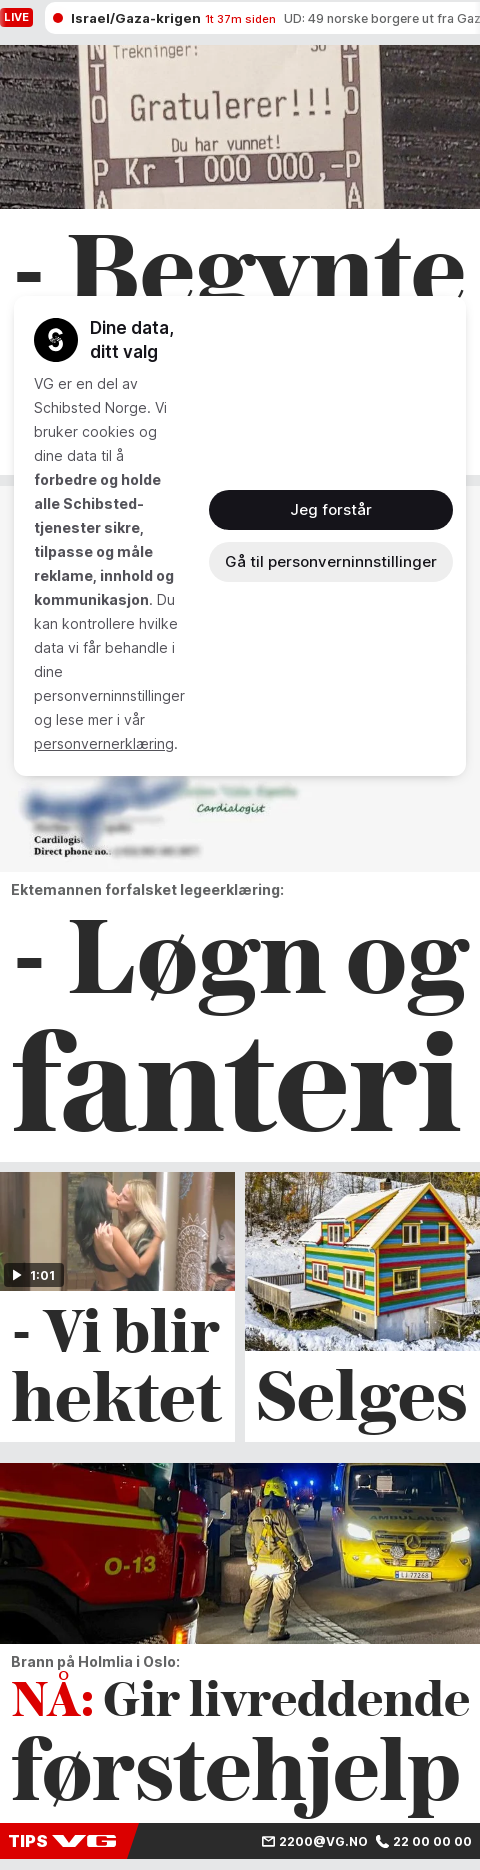 LIVE
Israel/Gaza-krigen 1t 37m siden UD: 49 norske borgere ut fra Gaz
Trekninger:
Gratulerer!!!
Du har vunnet!
Kr 1 000 000,-
- Begynte
Dine data,
ditt valg
VG er en del av
Schibsted Norge. Vi
bruker cookies og
dine data til å
forbedre og holde
alle Schibsted-
tjenester sikre,
tilpasse og måle
reklame, innhold og
kommunikasjon. Du
kan kontrollere hvilke
data vi får behandle i
dine
personverninnstillinger
og lese mer i vår
personvernerklæring.
Jeg forstår
Gå til personverninnstillinger
Cardialogist
Cardilogis
Direct phone no.
Ektemannen forfalsket legeerklæring:
- Løgn og
fanteri
1:01
- Vi blir
hektet
Selges
O-13
AMBULANSE
LJ 77268
Brann på Holmlia i Oslo:
NÅ: Gir livreddende
førstehjelp
TIPS VG
2200@VG.NO 22 00 00 00